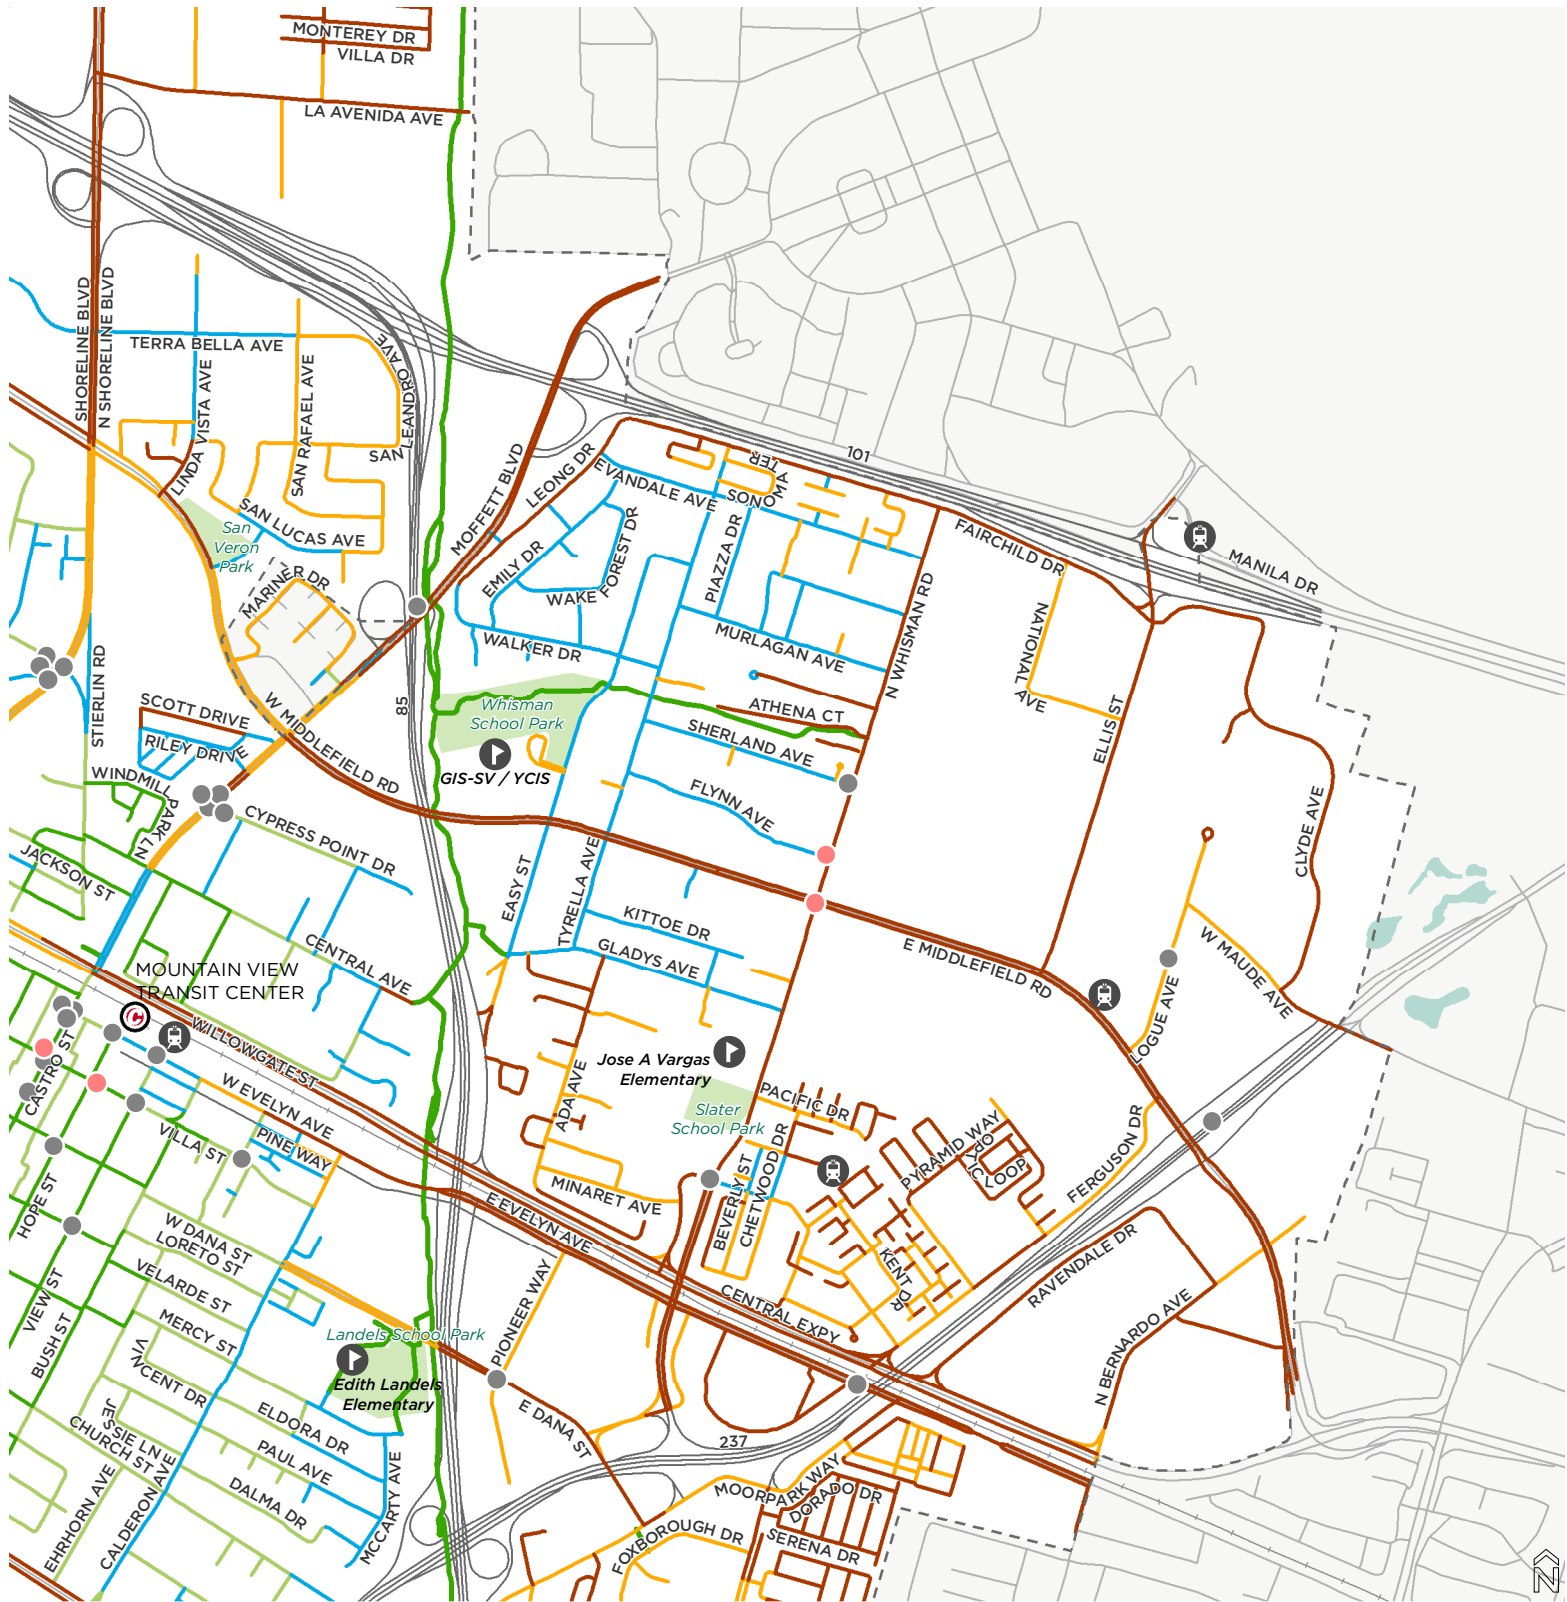 MONTEREY DR
VILLA DR
LA AVENIDA AVE
SHORELINE BLVD
N SHORELINE BLVD
TERRA BELLA AVE
LINDA VISTA AVE
SAN RAFAEL AVE
SAN LEANDRO AVE
SAN LUCAS AVE
San
Veron
Park
MARINER DR
MOFFETT BLVD
LEONG DR
EVANDALE AVE
SONOMA TER
101
FAIRCHILD DR
MANILA DR
EMILY DR
WAKE FOREST DR
PIAZZA DR
WALKER DR
MURLAGAN AVE
N WHISMAN RD
NATIONAL AVE
ELLIS ST
STIERLIN RD
SCOTT DRIVE
RILEY DRIVE
WINDMILL PARK LN
W MIDDLEFIELD RD
85
Whisman
School Park
GIS-SV / YCIS
ATHENA CT
SHERLAND AVE
FLYNN AVE
CLYDE AVE
JACKSON ST
CYPRESS POINT DR
EASY ST
TYRELLA AVE
KITTOE DR
GLADYS AVE
E MIDDLEFIELD RD
W MAUDE AVE
LOGUE AVE
CENTRAL AVE
MOUNTAIN VIEW
TRANSIT CENTER
C
WILLOWGATE ST
CASTRO ST
W EVELYN AVE
Jose A Vargas
Elementary
Slater
School Park
ADA AVE
PACIFIC DR
PYRAMID WAY
OPTIC LOOP
FERGUSON DR
VILLA ST
PINE WAY
HOPE ST
MINARET AVE
BEVERLY ST
CHETWOOD DR
KENT DR
RAVENDALE DR
W DANA ST
LORETO ST
E EVELYN AVE
VELARDE ST
VIEW ST
BUSH ST
MERCY ST
PIONEER WAY
CENTRAL EXPY
N BERNARDO AVE
Landels School Park
Edith Landels
Elementary
VINCENT DR
JESSIE LN
CHURCH ST
ELDORA DR
E DANA ST
237
PAUL AVE
DALMA DR
MCCARTY AVE
EHRHORN AVE
CALDERON AVE
MOORPARK WAY
DORADO DR
FOXBOROUGH DR
SERENA DR
N